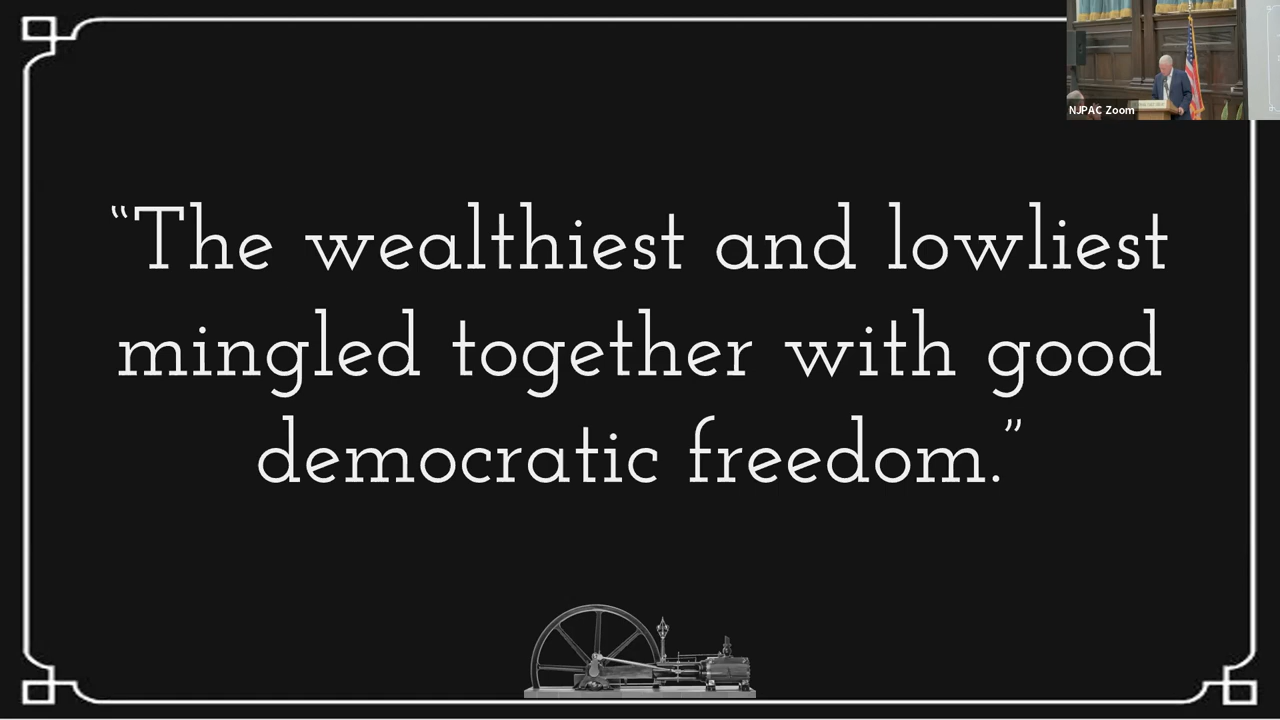 NJPAC Zoom
“The wealthiest and lowliest
mingled together with good
democratic freedom.”